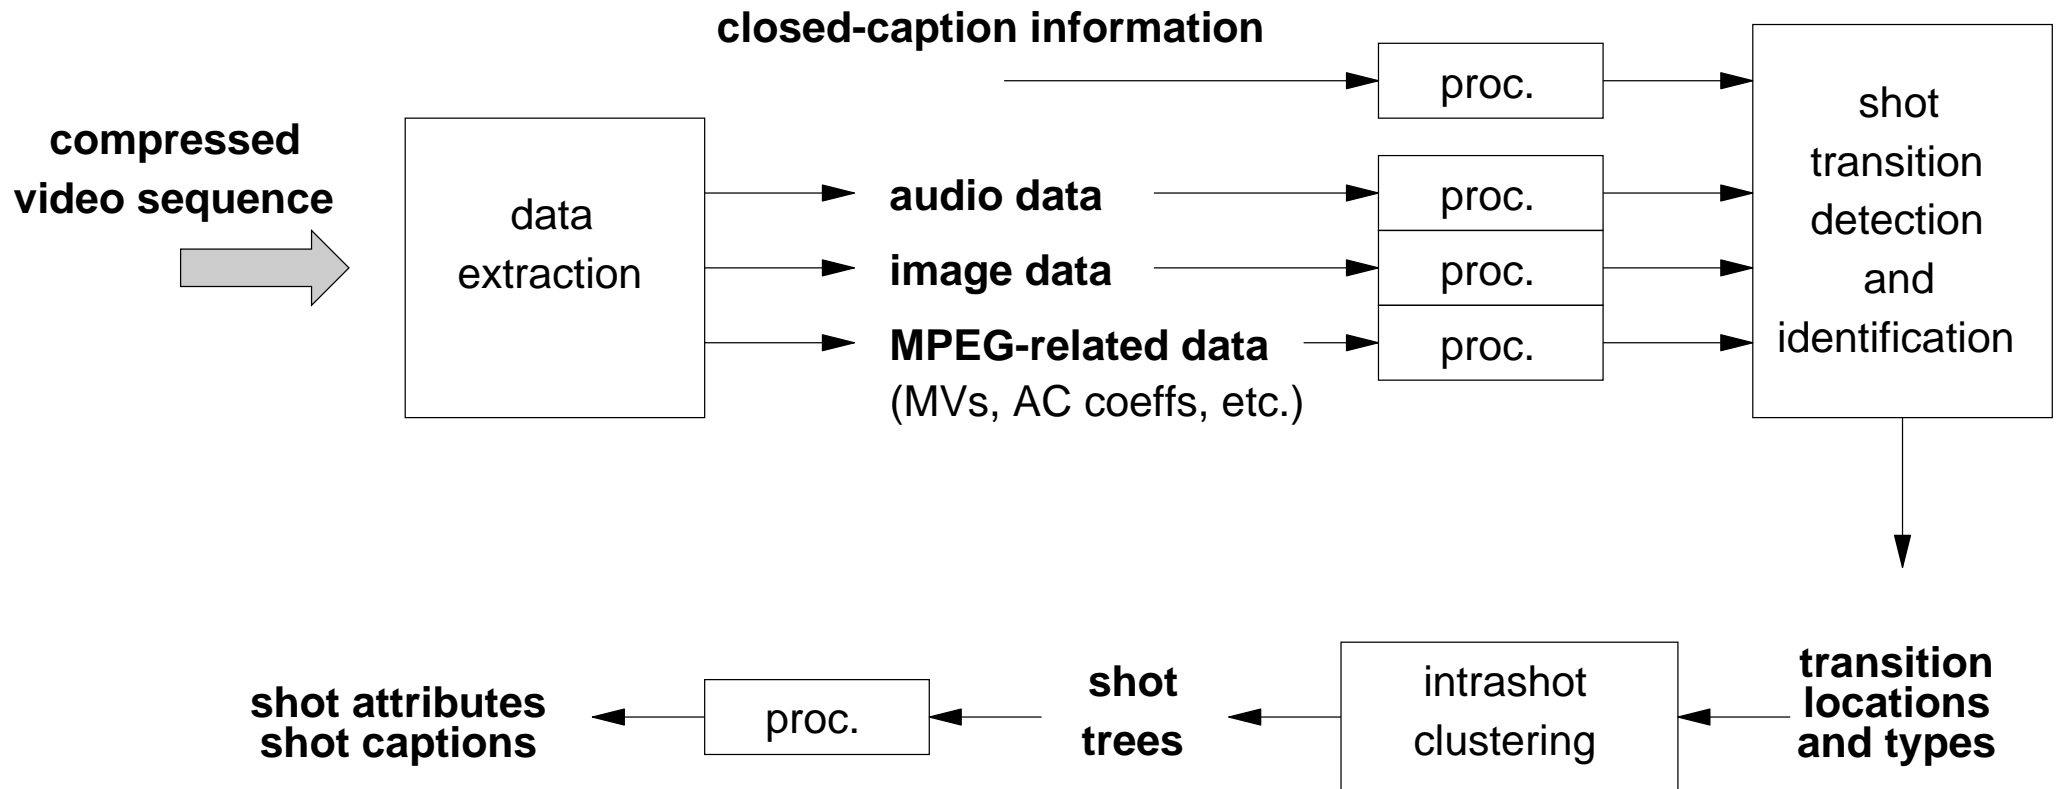 closed-caption information
proc.
compressed
video sequence
data
extraction
audio data
proc.
image data
proc.
MPEG-related data
(MVs, AC coeffs, etc.)
proc.
shot
transition
detection
and
identification
transition
locations
and types
intrashot
clustering
shot
trees
proc.
shot attributes
shot captions